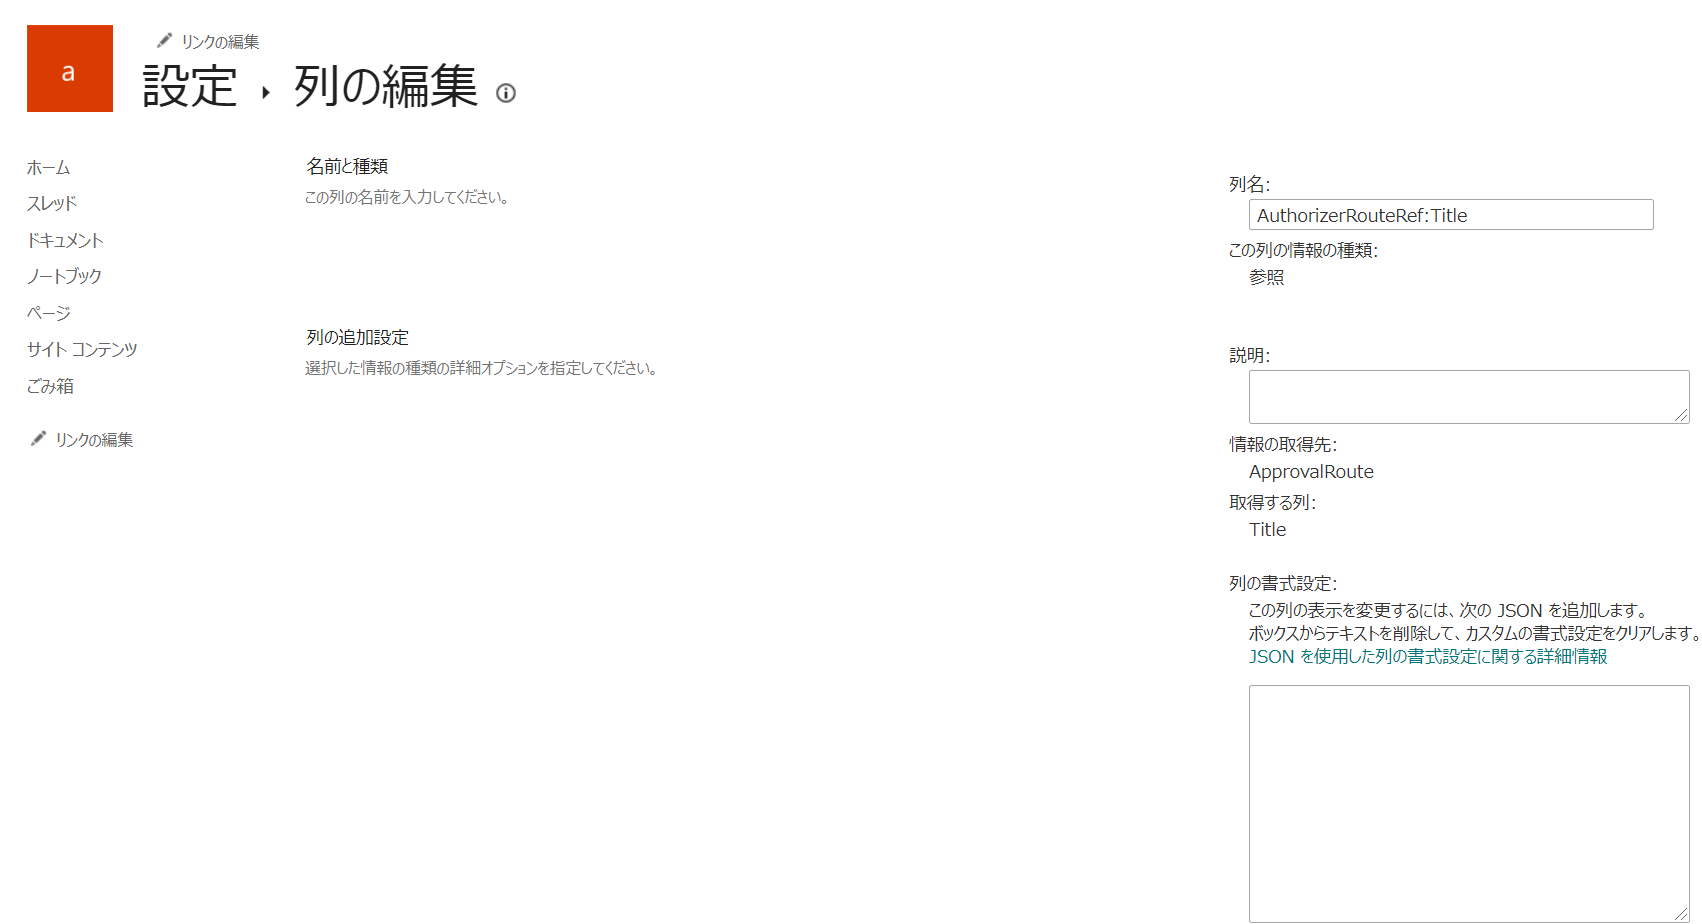 a
リンクの編集
設定 ▸ 列の編集
ホーム
スレッド
ドキュメント
ノートブック
ページ
サイト コンテンツ
ごみ箱
リンクの編集
名前と種類
この列の名前を入力してください。
列名:
AuthorizerRouteRef:Title
この列の情報の種類:
参照
列の追加設定
選択した情報の種類の詳細オプションを指定してください。
説明:
情報の取得先:
ApprovalRoute
取得する列:
Title
列の書式設定:
この列の表示を変更するには、次の JSON を追加します。
ボックスからテキストを削除して、カスタムの書式設定をクリアします。
JSON を使用した列の書式設定に関する詳細情報